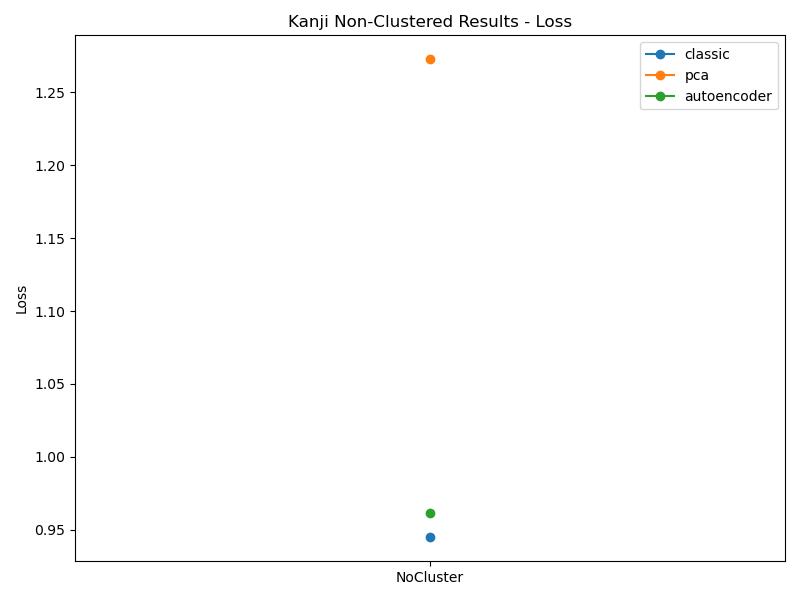 Kanji Non-Clustered Results - Loss
classic
pca
autoencoder
1.25
1.20
1.15
1.10
1.05
1.00
0.95
Loss
NoCluster